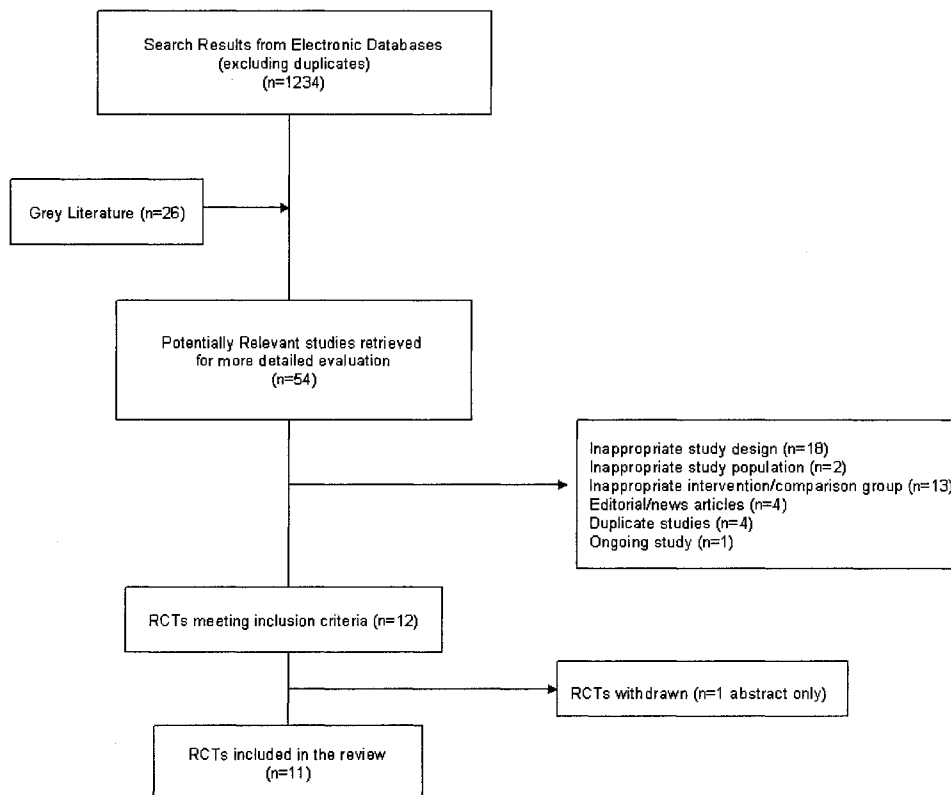 Search Results from Electronic Databases
(excluding duplicates)
(n=1234)
Grey Literature (n=26)
Potentially Relevant studies retrieved
for more detailed evaluation
(n=54)
Inappropriate study design (n=18)
Inappropriate study population (n=2)
Inappropriate intervention/comparison group (n=13)
Editorial/news articles (n=4)
Duplicate studies (n=4)
Ongoing study (n=1)
RCTs meeting inclusion criteria (n=12)
RCTs withdrawn (n=1 abstract only)
RCTs included in the review
(n=11)